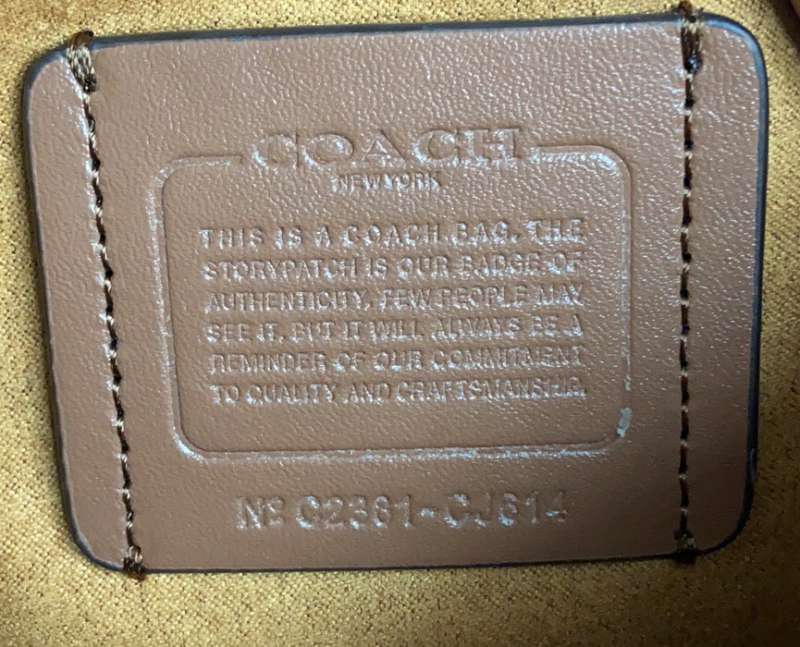 COACH
NEW YORK
THIS IS A COACH BAG. THE
STORYPATCH IS OUR BADGE OF
AUTHENTICITY. FEW PEOPLE MAY
SEE IT, BUT IT WILL ALWAYS BE A
REMINDER OF OUR COMMITMENT
TO QUALITY AND CRAFTSMANSHIP.
Nº C2361-CJ614